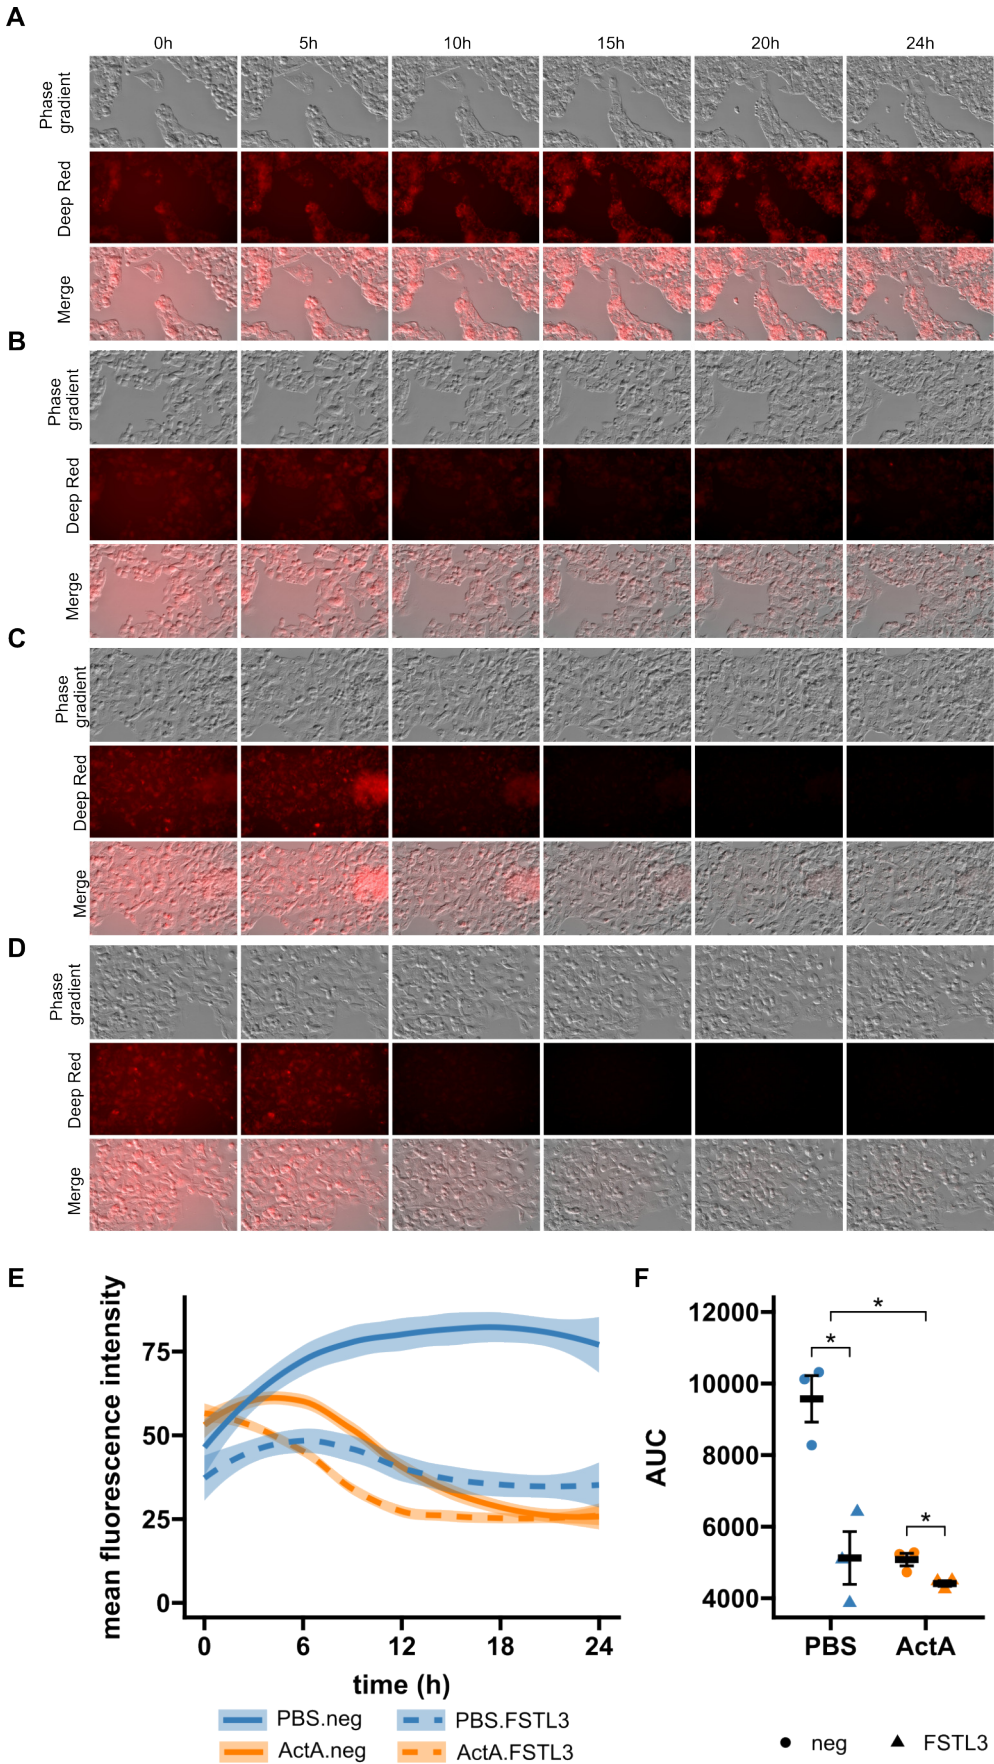 A
0h 5h 10h 15h 20h 24h
Phase
gradient
Deep Red
Merge
B
Phase
gradient
Deep Red
Merge
C
Phase
gradient
Deep Red
Merge
D
Phase
gradient
Deep Red
Merge
E
mean fluorescence intensity
75
50
25
0
0 6 12 18 24
time (h)
PBS.neg PBS.FSTL3
ActA.neg ActA.FSTL3
F
AUC
12000
10000
8000
6000
4000
*
*
*
PBS ActA
neg FSTL3